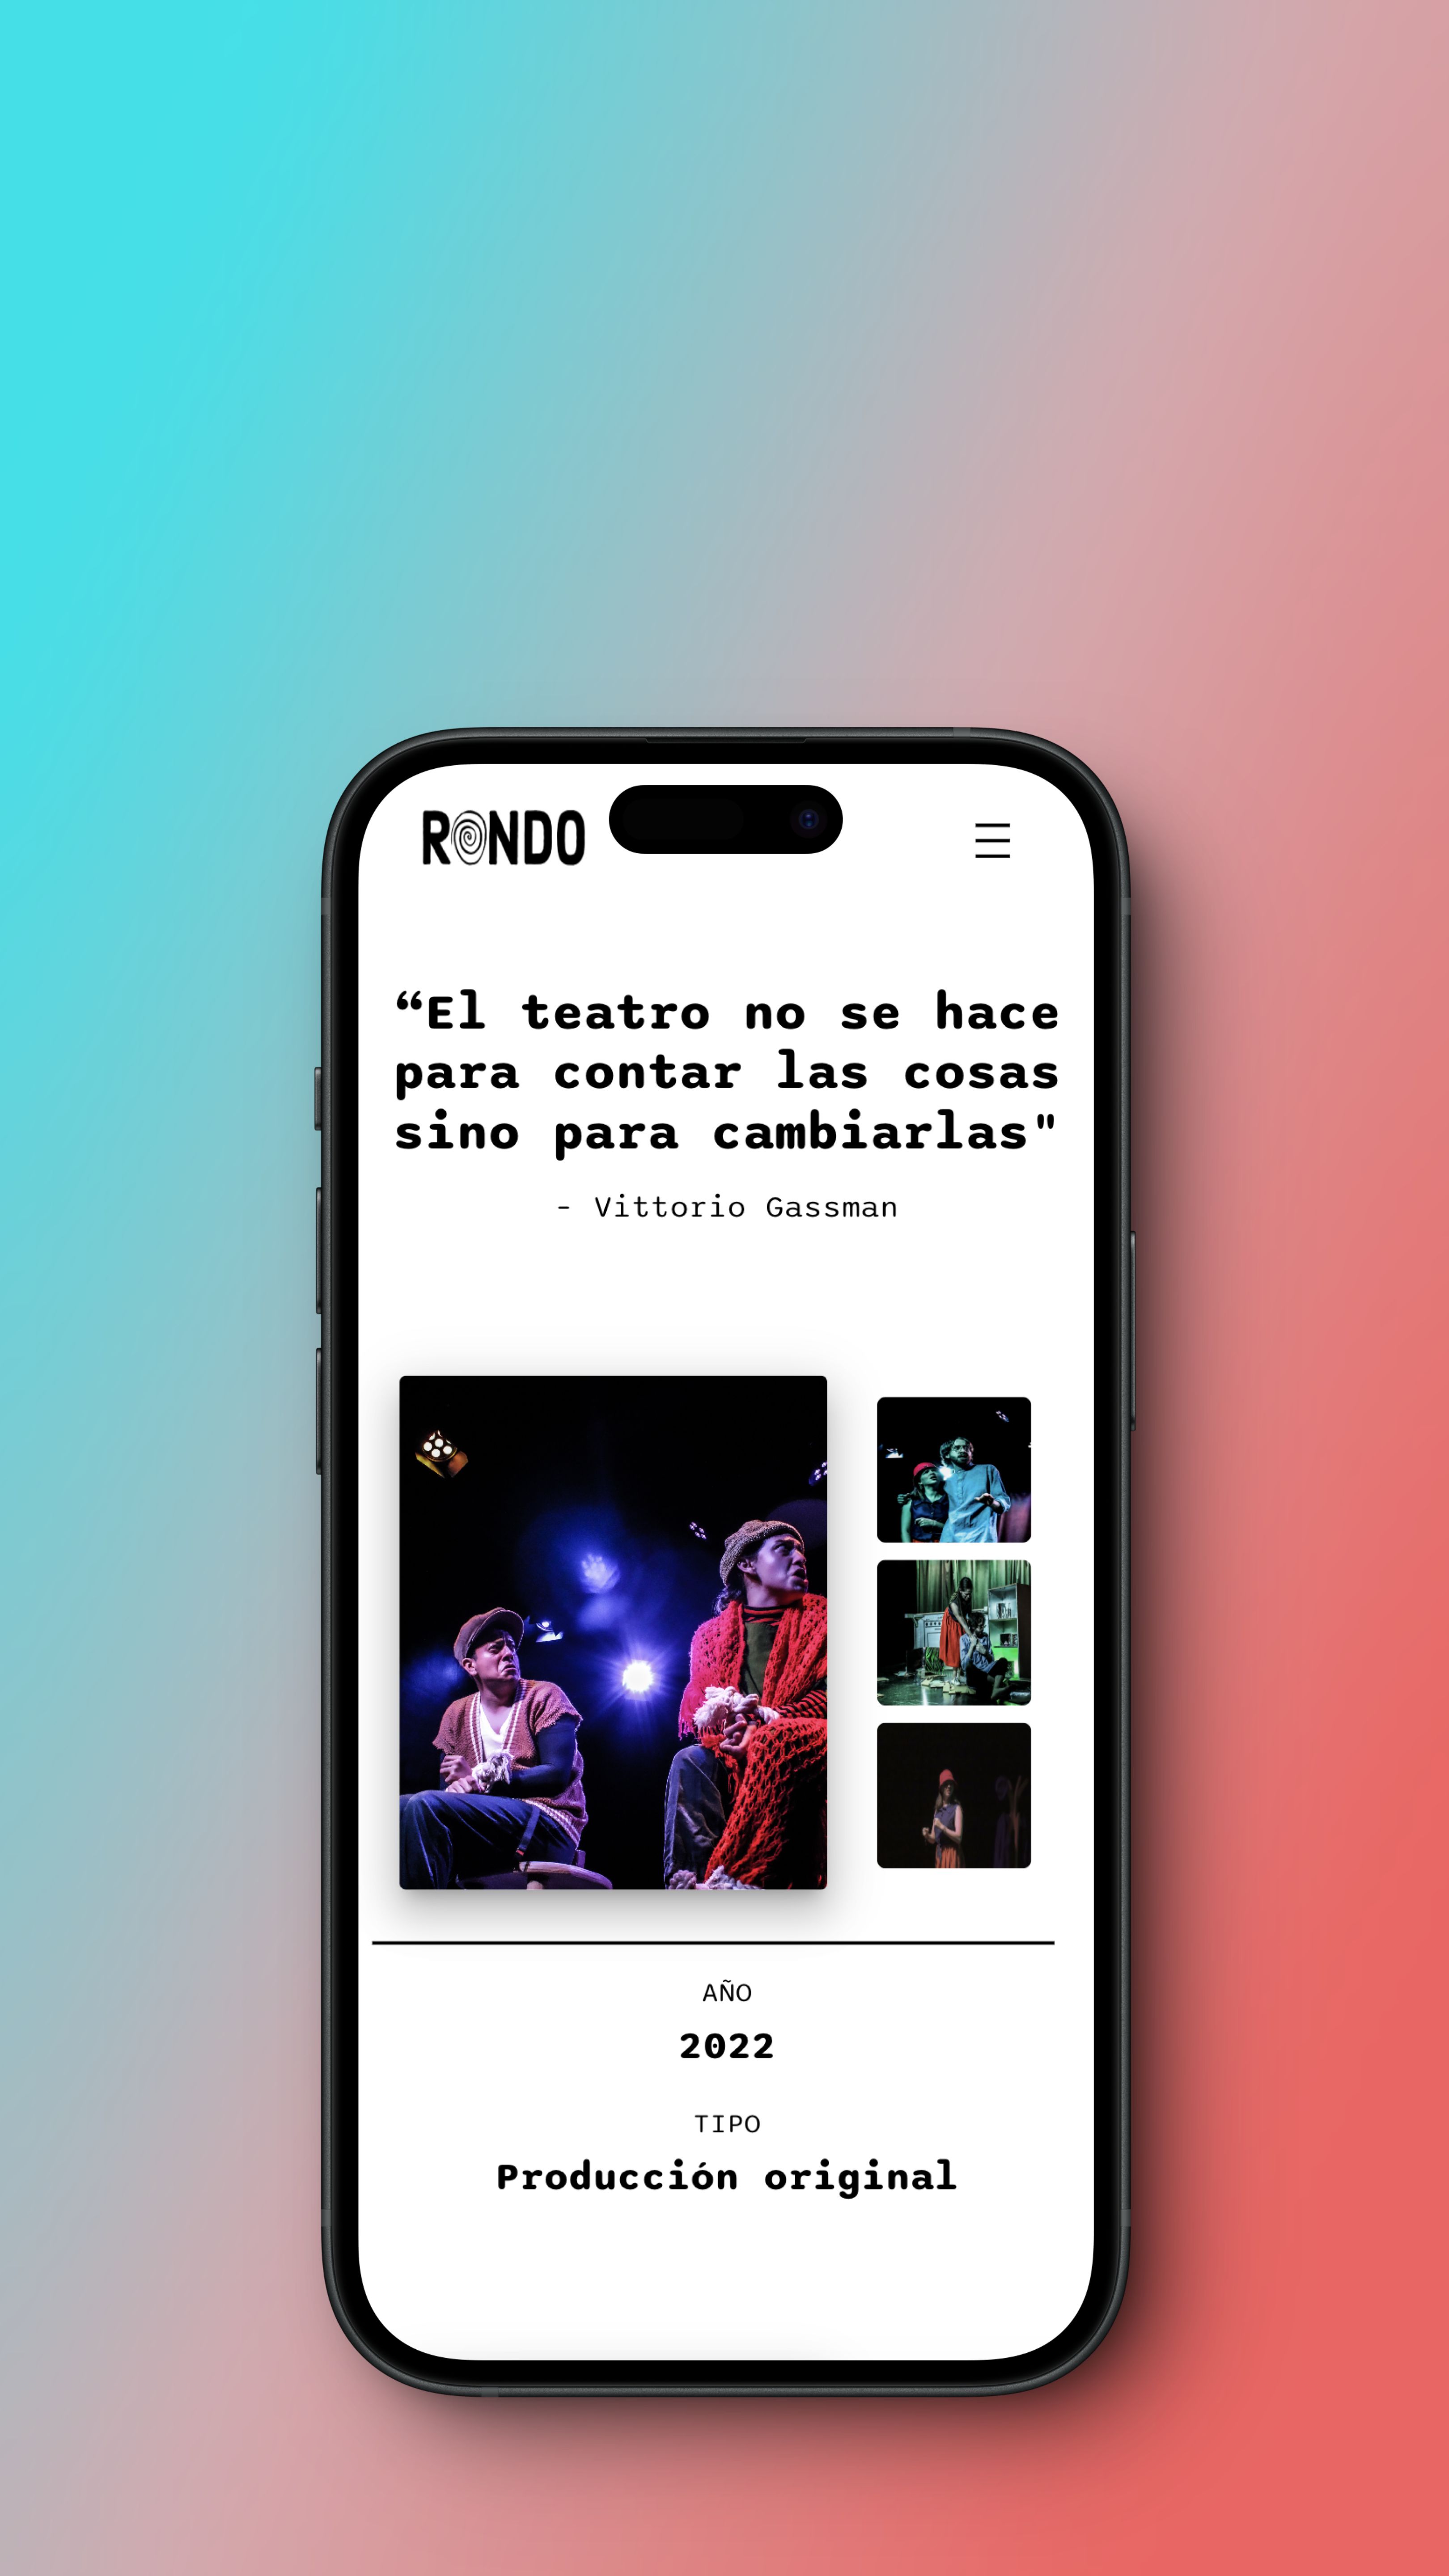 RONDO
“El teatro no se hace
para contar las cosas
sino para cambiarlas"
- Vittorio Gassman
AÑO
2022
TIPO
Producción original